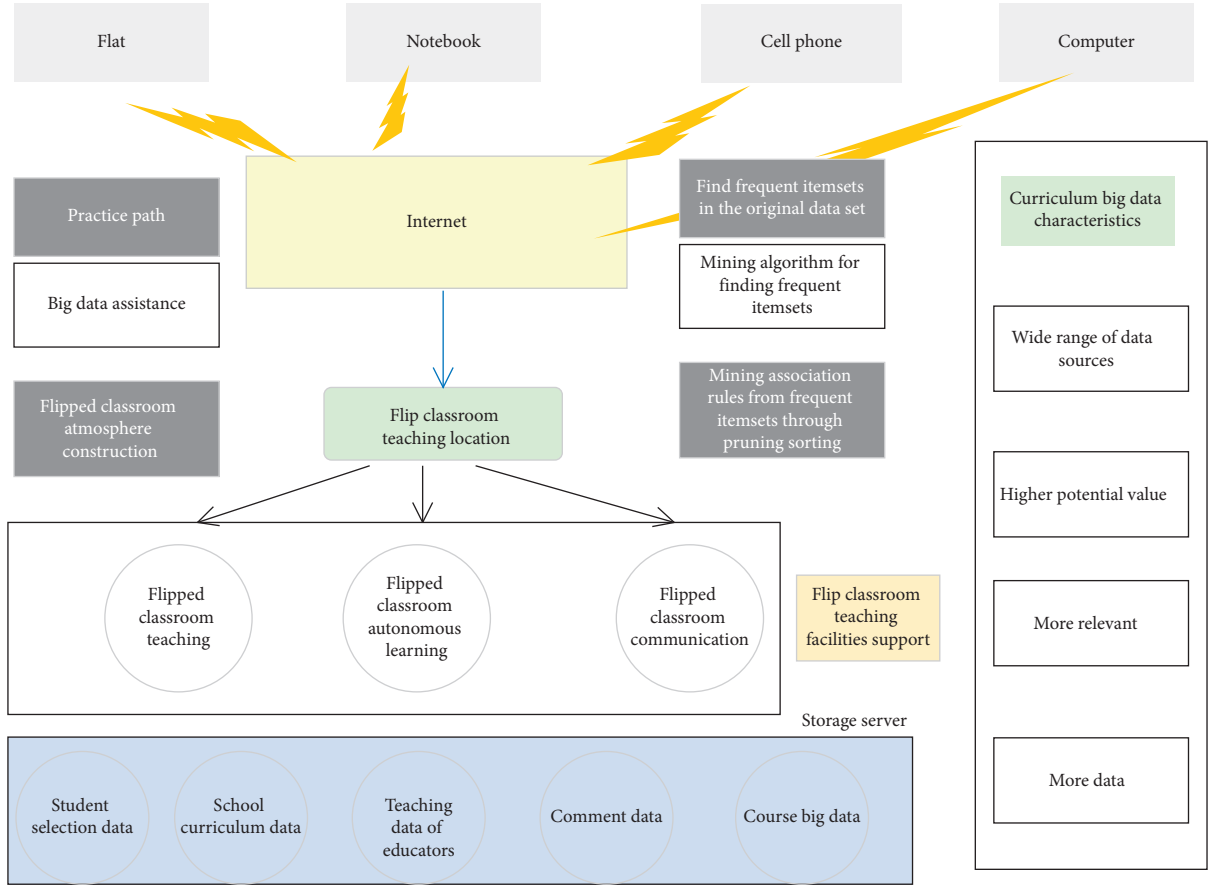 Flat
Notebook
Cell phone
Computer
Practice path
Big data assistance
Internet
Find frequent itemsets
in the original data set
Mining algorithm for
finding frequent
itemsets
Flipped classroom
atmosphere
construction
Flip classroom
teaching location
Mining association
rules from frequent
itemsets through
pruning sorting
Curriculum big data
characteristics
Wide range of data
sources
Higher potential value
More relevant
More data
Flipped
classroom
teaching
Flipped
classroom
autonomous
learning
Flipped
classroom
communication
Flip classroom
teaching
facilities support
Storage server
Student
selection data
School
curriculum data
Teaching
data of
educators
Comment data
Course big data